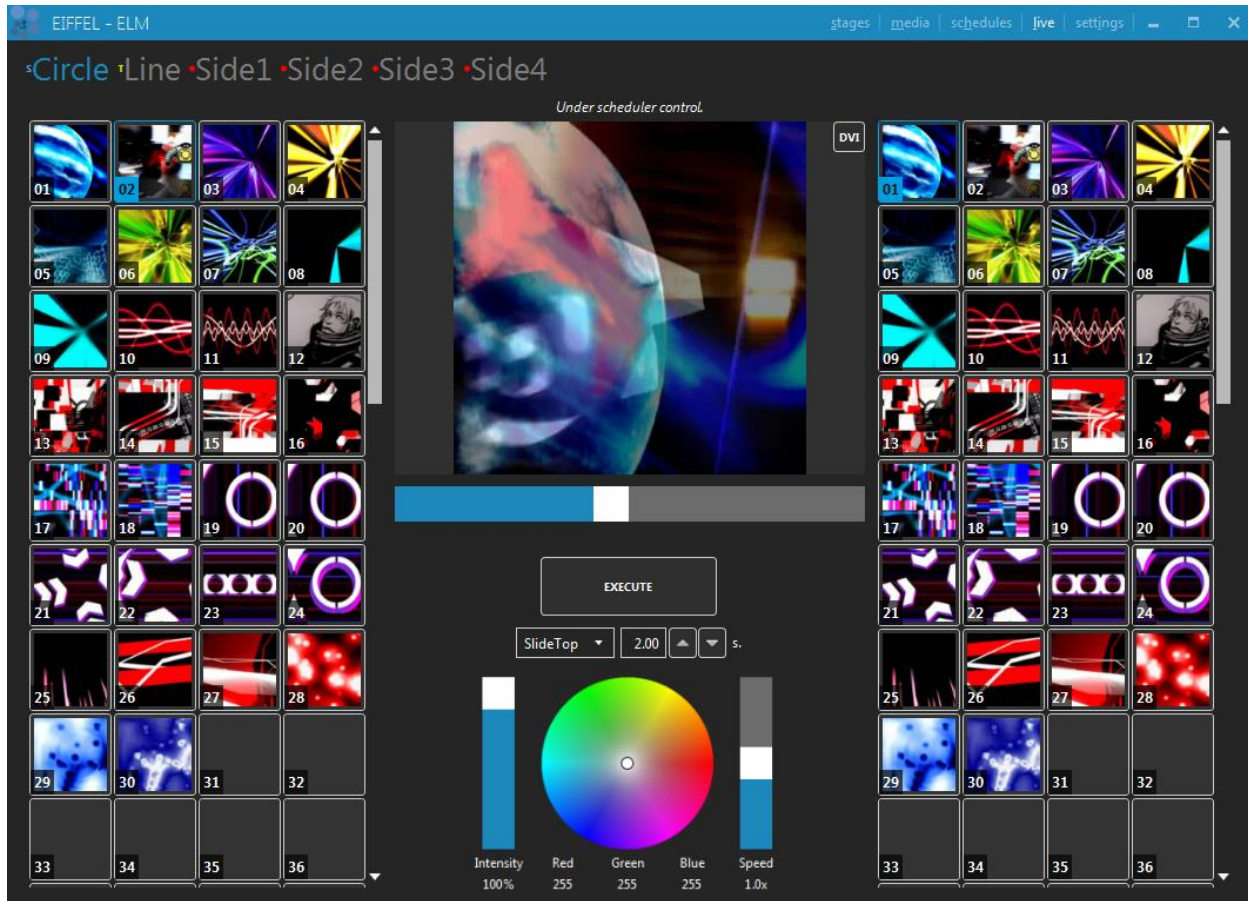 EIFFEL - ELM
stages media schedules live settings
S Circle T Line Side1 Side2 Side3 Side4
Under scheduler control.
DVI
01 02 03 04
05 06 07 08
09 10 11 12
13 14 15 16
17 18 19 20
21 22 23 24
25 26 27 28
29 30 31 32
33 34 35 36
EXECUTE
SlideTop 2.00 s.
Intensity Red Green Blue Speed
100% 255 255 255 1.0x
01 02 03 04
05 06 07 08
09 10 11 12
13 14 15 16
17 18 19 20
21 22 23 24
25 26 27 28
29 30 31 32
33 34 35 36